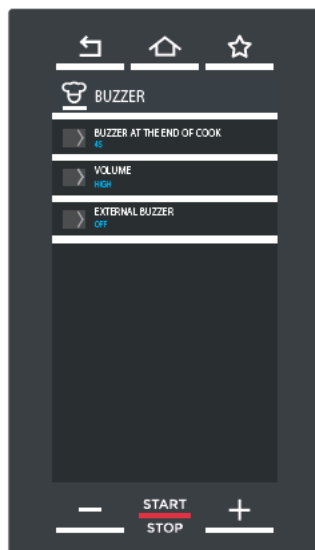 BUZZER
BUZZER AT THE END OF COOK
45
VOLUME
HIGH
EXTERNAL BUZZER
OFF
START
STOP